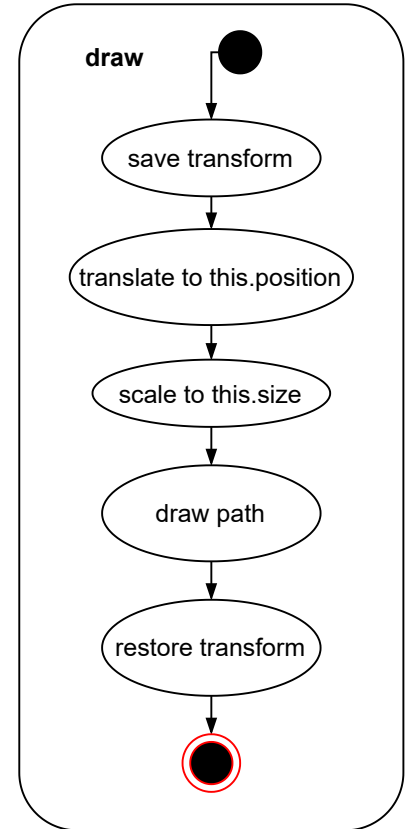 draw
save transform
translate to this.position
scale to this.size
draw path
restore transform